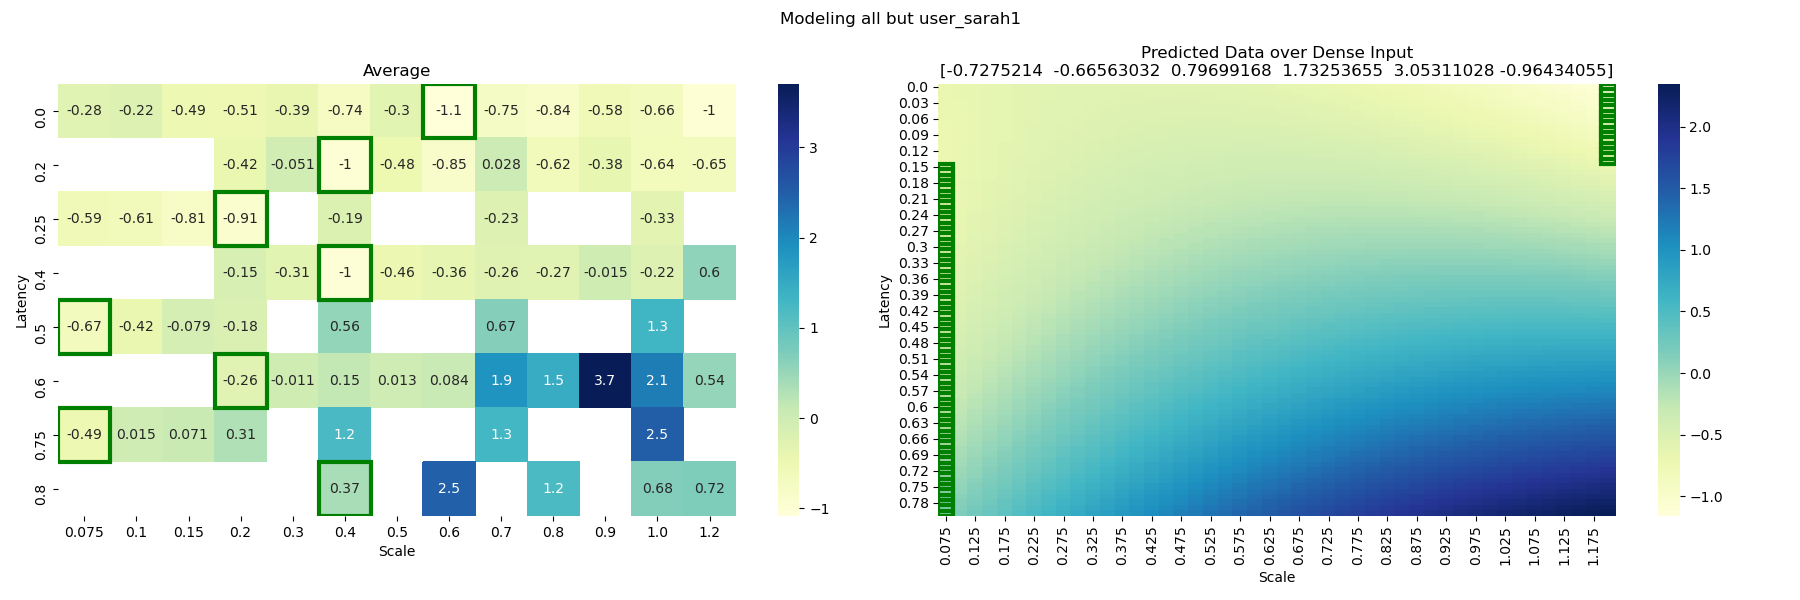 Modeling all but user_sarah1
Average
0.0 -0.28 -0.22 -0.49 -0.51 -0.39 -0.74 -0.3 -1.1 -0.75 -0.84 -0.58 -0.66 -1
0.2 -0.42 -0.051 -1 -0.48 -0.85 0.028 -0.62 -0.38 -0.64 -0.65
0.25 -0.59 -0.61 -0.81 -0.91 -0.19 -0.23 -0.33
0.4 -0.15 -0.31 -1 -0.46 -0.36 -0.26 -0.27 -0.015 -0.22 0.6
0.5 -0.67 -0.42 -0.079 -0.18 0.56 0.67 1.3
0.6 -0.26 -0.011 0.15 0.013 0.084 1.9 1.5 3.7 2.1 0.54
0.75 -0.49 0.015 0.071 0.31 1.2 1.3 2.5
0.8 0.37 2.5 1.2 0.68 0.72
0.075 0.1 0.15 0.2 0.3 0.4 0.5 0.6 0.7 0.8 0.9 1.0 1.2
Scale
Latency
3
2
1
0
−1
Predicted Data over Dense Input
[-0.7275214 -0.66563032 0.79699168 1.73253655 3.05311028 -0.96434055]
0.0
0.03
0.06
0.09
0.12
0.15
0.18
0.21
0.24
0.27
0.3
0.33
0.36
0.39
0.42
0.45
0.48
0.51
0.54
0.57
0.6
0.63
0.66
0.69
0.72
0.75
0.78
Latency
0.075 0.125 0.175 0.225 0.275 0.325 0.375 0.425 0.475 0.525 0.575 0.625 0.675 0.725 0.775 0.825 0.875 0.925 0.975 1.025 1.075 1.125 1.175
Scale
2.0
1.5
1.0
0.5
0.0
−0.5
−1.0